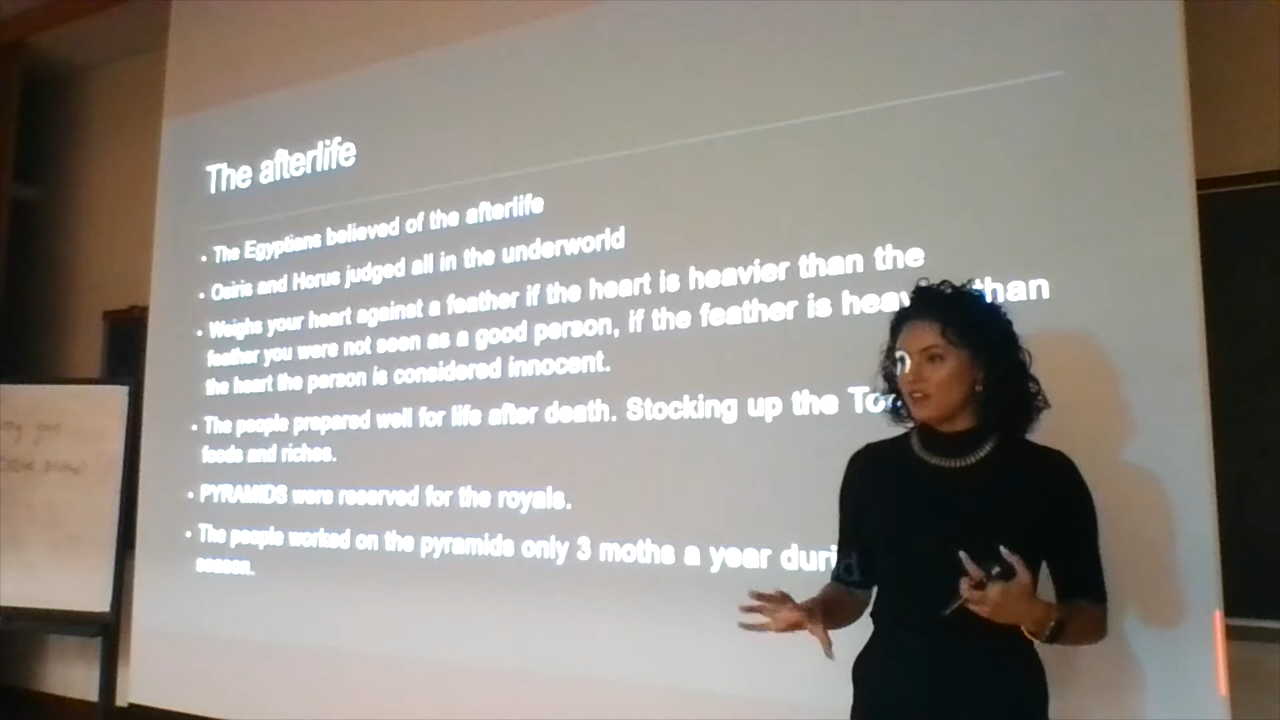 The afterlife
• The Egyptians believed of the afterlife
• Osiris and Horus judged all in the underworld
• Weighs your heart against a feather if the heart is heavier than the
feather you were not seen as a good person, if the feather is than
the heart the person is considered innocent.
• The people prepared well for life after death. Stocking up the
foods and riches.
• PYRAMIDS were reserved for the royals.
• The people worked on the pyramids only 3 moths a year
season.